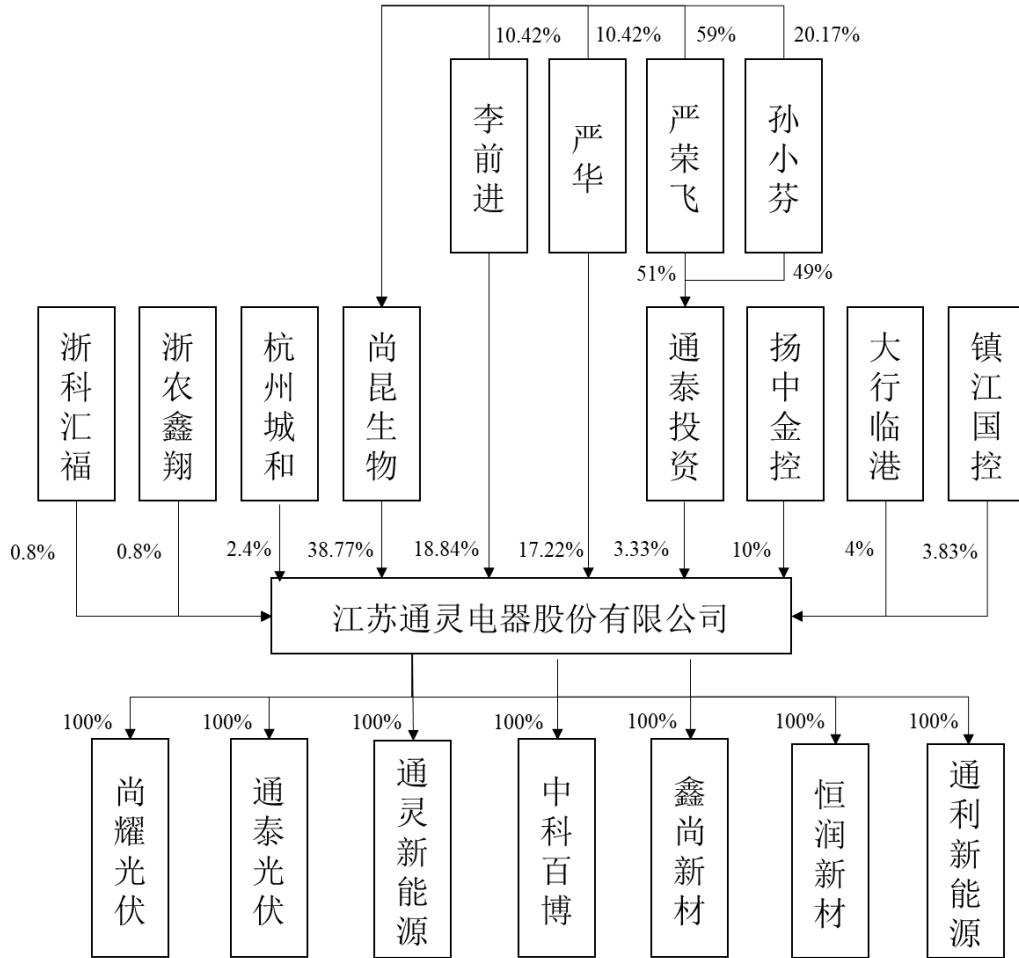 10.42%
10.42%
59%
20.17%
李前进
严华
严荣飞
孙小芬
51%
49%
浙科汇福
浙农鑫翔
杭州城和
尚昆生物
通泰投资
扬中金控
大行临港
镇江国控
0.8%
0.8%
2.4%
38.77%
18.84%
17.22%
3.33%
10%
4%
3.83%
江苏通灵电器股份有限公司
100%
100%
100%
100%
100%
100%
100%
尚耀光伏
通泰光伏
通灵新能源
中科百博
鑫尚新材
恒润新材
通利新能源